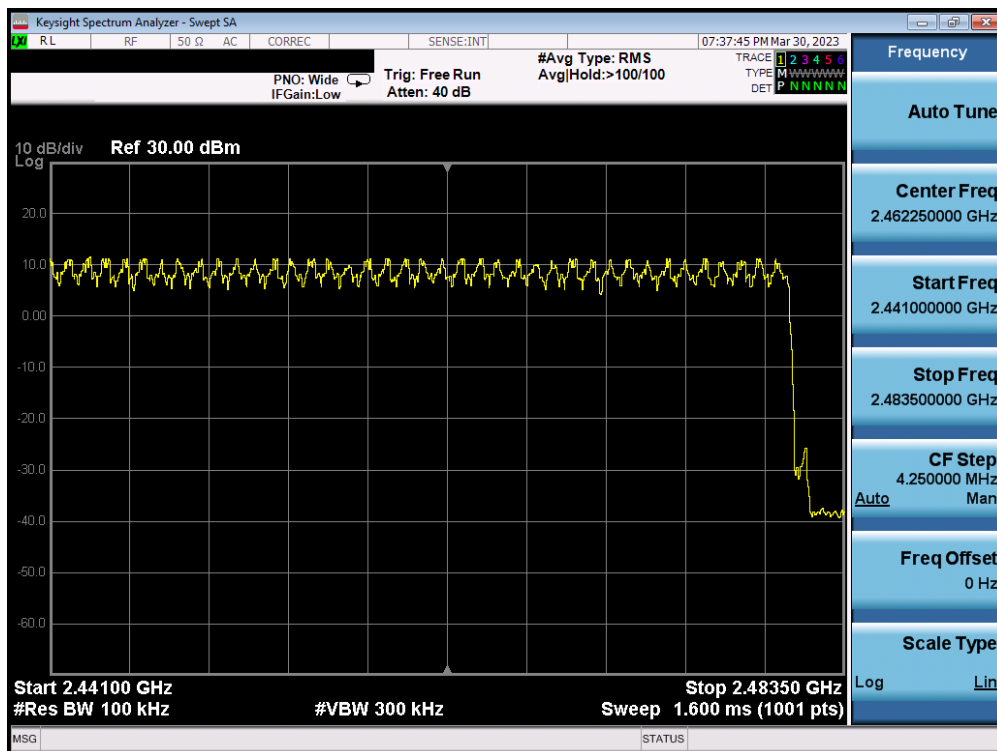 Keysight Spectrum Analyzer - Swept SA
LXI RL RF 50 Ω AC CORREC SENSE:INT 07:37:45 PM Mar 30, 2023
PNO: Wide
IFGain:Low
Trig: Free Run
Atten: 40 dB
#Avg Type: RMS
Avg|Hold:>100/100
TRACE 1 2 3 4 5 6
TYPE M WWWWW
DET P N N N N N
10 dB/div Ref 30.00 dBm
Log
20.0
10.0
0.00
-10.0
-20.0
-30.0
-40.0
-50.0
-60.0
Start 2.44100 GHz Stop 2.48350 GHz
#Res BW 100 kHz #VBW 300 kHz Sweep 1.600 ms (1001 pts)
MSG STATUS
Frequency
Auto Tune
Center Freq
2.462250000 GHz
Start Freq
2.441000000 GHz
Stop Freq
2.483500000 GHz
CF Step
4.250000 MHz
Auto Man
Freq Offset
0 Hz
Scale Type
Log Lin